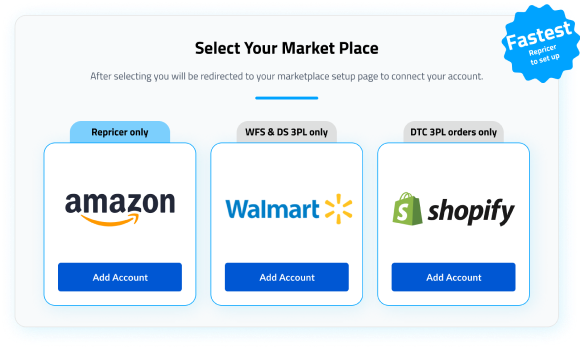 Select Your Market Place
After selecting you will be redirected to your marketplace setup page to connect your account.
Fastest
Repricer
to set up
Repricer only
WFS & DS 3PL only
DTC 3PL orders only
amazon
Walmart
shopify
Add Account
Add Account
Add Account